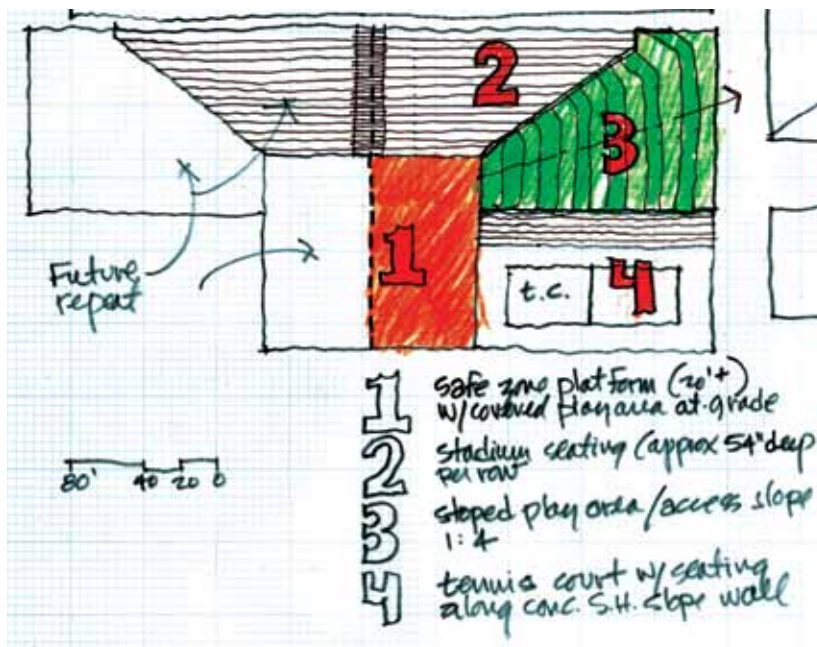 2
3
1
4
t.c.
Future
repeat
80' 40 20 0
1 safe zone platform (20'+)
w/covered play area at grade
2 stadium seating (approx 54" deep
per row
3 sloped play area/access slope
1:4
4 tennis court w/ seating
along conc. S.H. slope wall